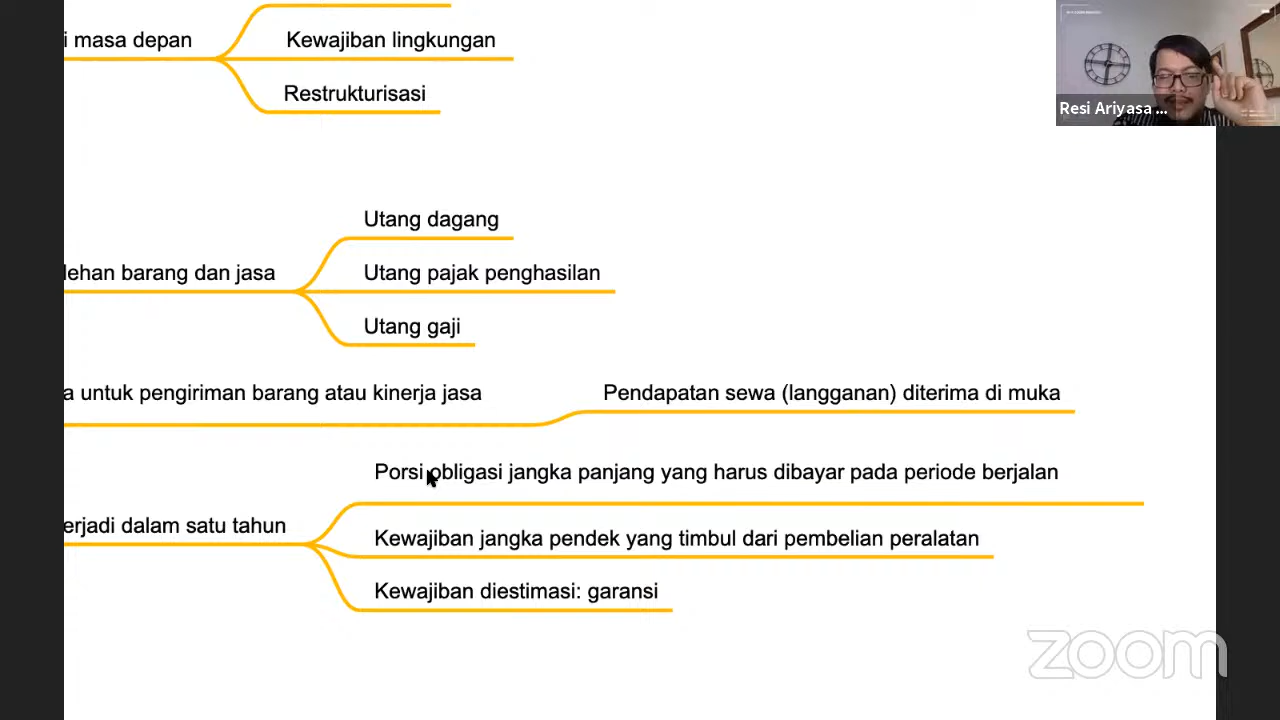 i masa depan
Kewajiban lingkungan
Restrukturisasi
Resi Ariyasa ...
Utang dagang
lehan barang dan jasa
Utang pajak penghasilan
Utang gaji
a untuk pengiriman barang atau kinerja jasa
Pendapatan sewa (langganan) diterima di muka
Porsi obligasi jangka panjang yang harus dibayar pada periode berjalan
erjadi dalam satu tahun
Kewajiban jangka pendek yang timbul dari pembelian peralatan
Kewajiban diestimasi: garansi
zoom